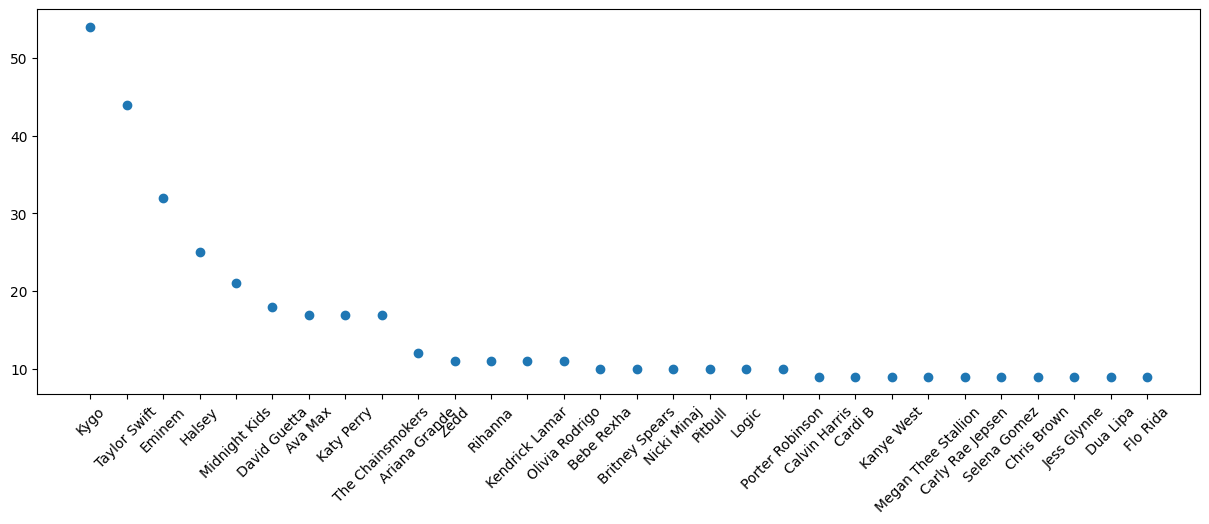 50
40
30
20
10
Kygo
Taylor Swift
Eminem
Halsey
Midnight Kids
David Guetta
Ava Max
Katy Perry
The Chainsmokers
Ariana Grande
Zedd
Rihanna
Kendrick Lamar
Olivia Rodrigo
Bebe Rexha
Britney Spears
Nicki Minaj
Pitbull
Logic
Porter Robinson
Calvin Harris
Cardi B
Kanye West
Megan Thee Stallion
Carly Rae Jepsen
Selena Gomez
Chris Brown
Jess Glynne
Dua Lipa
Flo Rida